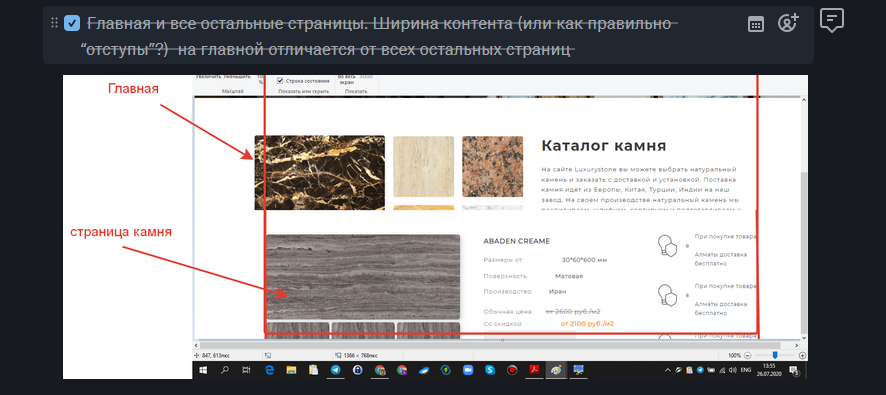 Главная и все остальные страницы. Ширина контента (или как правильно
“отступы”?) на главной отличается от всех остальных страниц
Главная
страница камня
Увеличить Уменьшить 100 %
Строка состояния
Во весь экран
Масштаб
Показать или скрыть
Показать
Каталог камня
На сайте Luxurystone вы можете выбрать натуральный
камень и заказать с доставкой и установкой. Поставка
камня идёт из Европы, Китая, Турции, Индии на наш
завод. На своём производстве натуральный камень мы
ABADEN CREAME
Размеры от: 30*60*600 мм
Поверхность: Матовая
Производство: Иран
Обычная цена: от 2600 руб./м2
Со скидкой: от 2100 руб./м2
При покупке товара
в
Алматы доставка
бесплатно
При покупке товара
в
Алматы доставка
бесплатно
При покупке товара
847, 613пкс
1366 × 768пкс
100%
ENG
13:55
26.07.2020